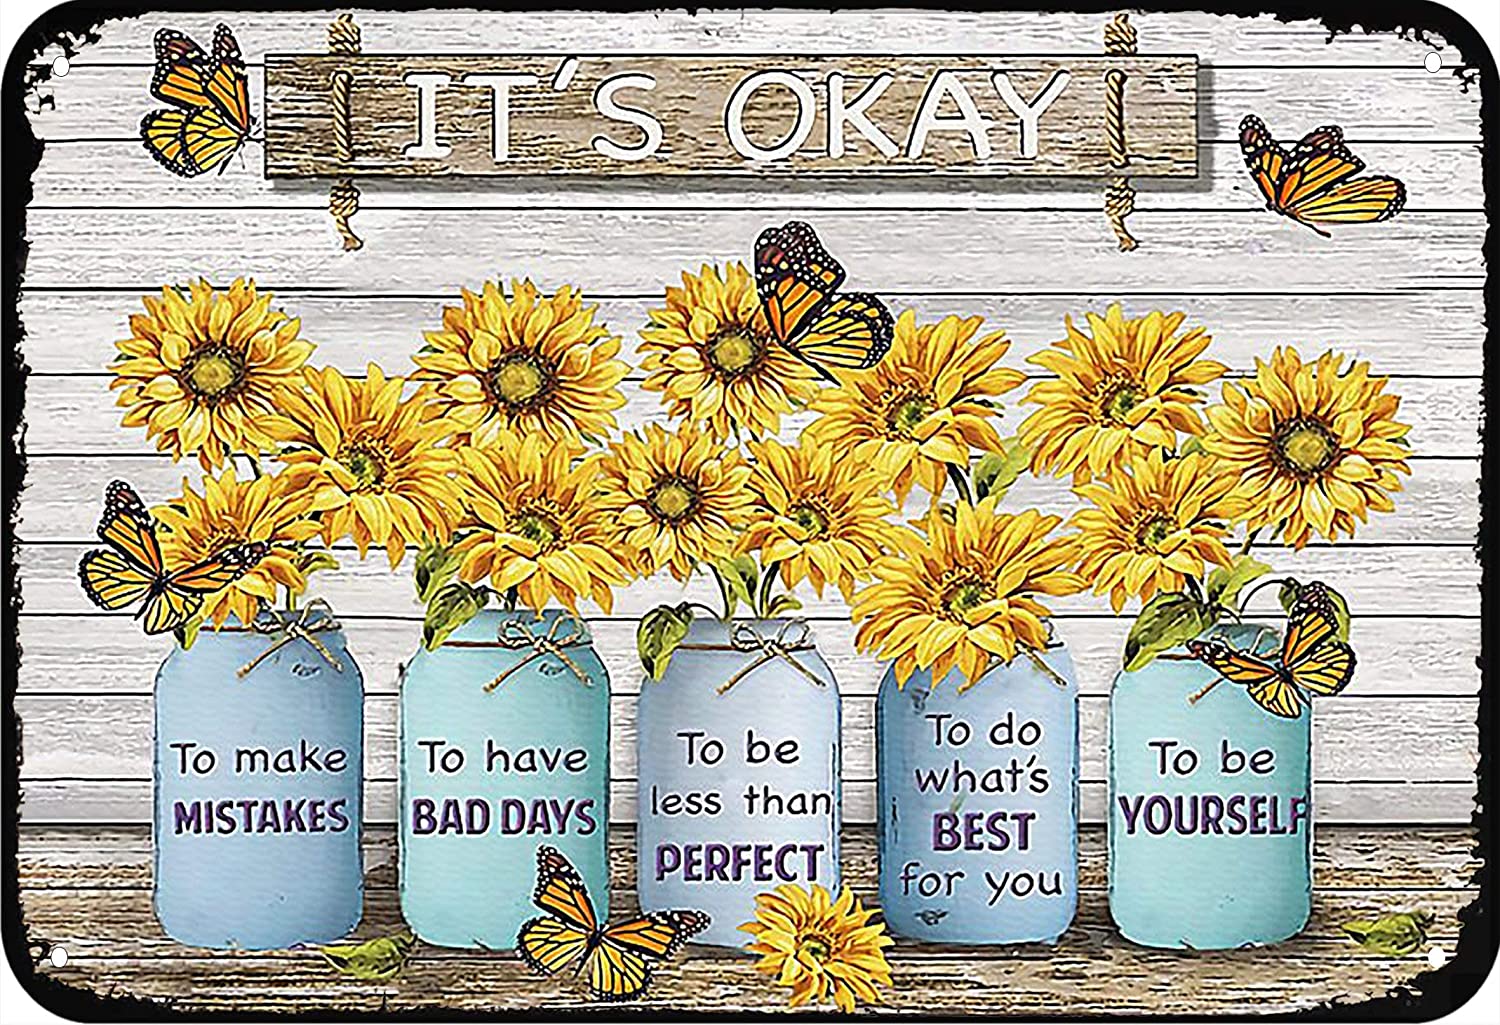 IT'S OKAY
To make
MISTAKES
To have
BAD DAYS
To be
less than
PERFECT
To do
what's
BEST
for you
To be
YOURSELF